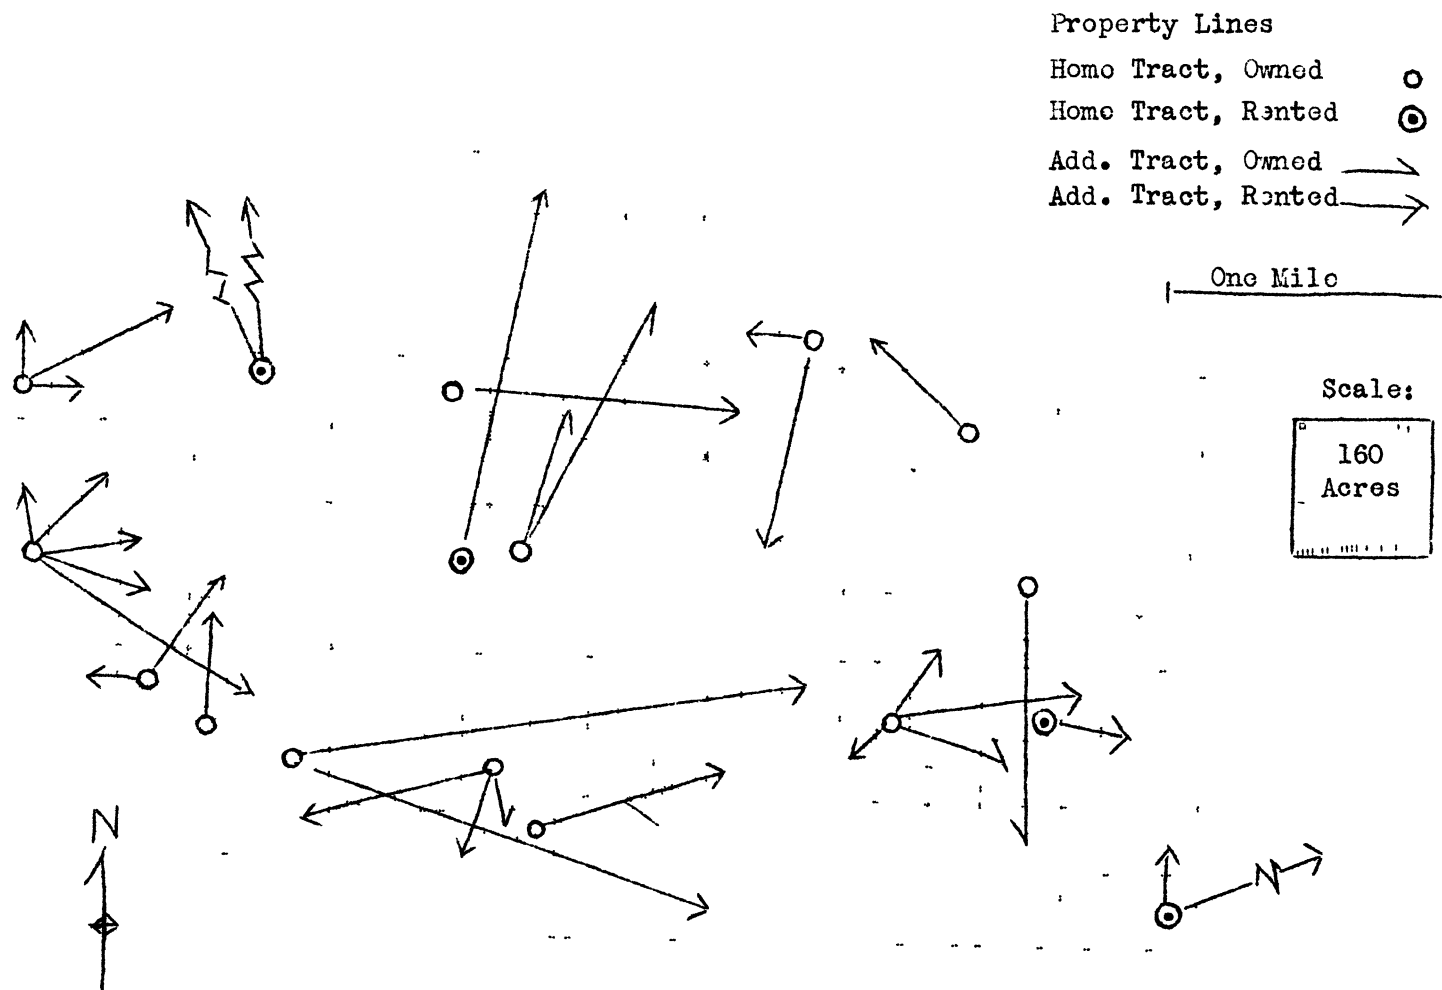 Property Lines
Home Tract, Owned
Home Tract, Rented
Add. Tract, Owned
Add. Tract, Rented
One Mile
Scale:
160
Acres
N